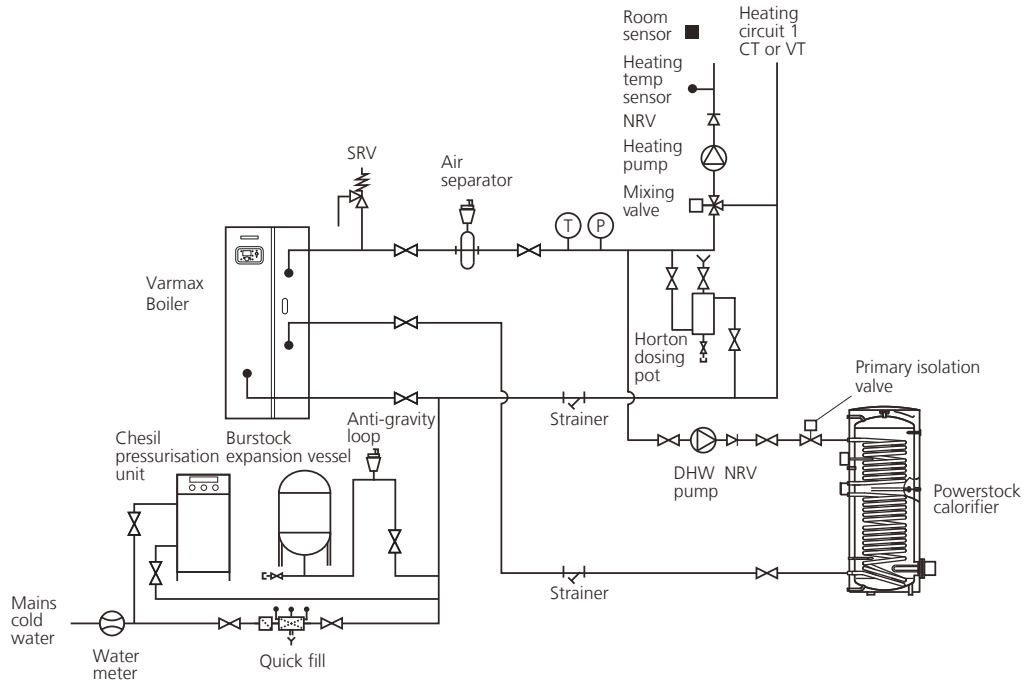 Room
sensor
Heating
circuit 1
CT or VT
Heating
temp
sensor
NRV
Heating
pump
Mixing
valve
SRV
Air
separator
T
P
Varmax
Boiler
Horton
dosing
pot
Primary isolation
valve
Strainer
Anti-gravity
loop
Chesil
pressurisation
unit
Burstock
expansion vessel
DHW NRV
pump
Powerstock
calorifier
Strainer
Mains
cold
water
Water
meter
Quick fill